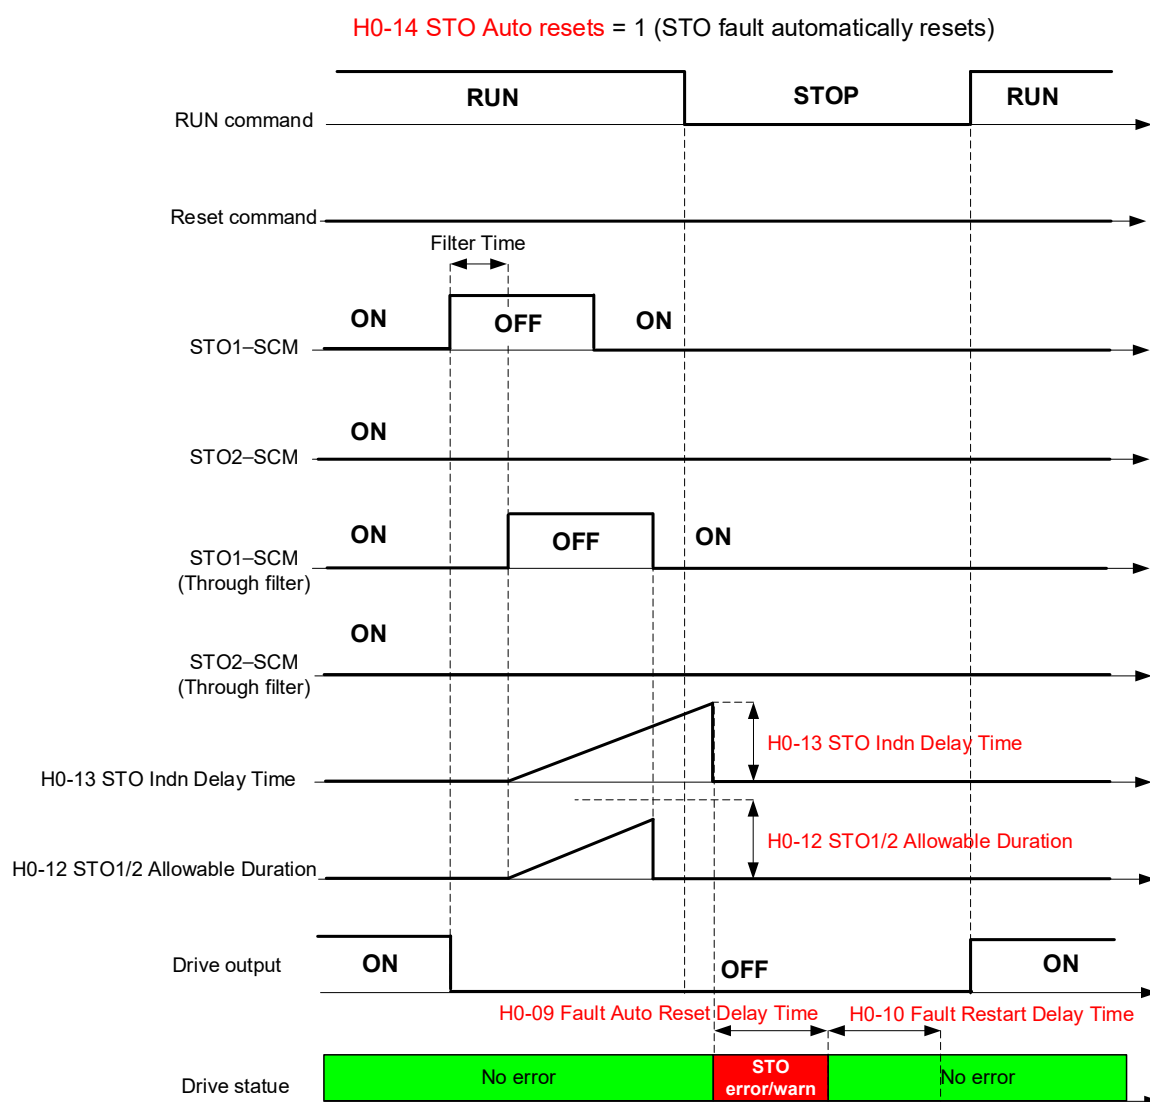 H0-14 STO Auto resets = 1 (STO fault automatically resets)
RUN
STOP
RUN
RUN command
Reset command
Filter Time
ON
OFF
ON
STO1–SCM
ON
STO2–SCM
ON
OFF
ON
STO1–SCM
(Through filter)
ON
STO2–SCM
(Through filter)
H0-13 STO Indn Delay Time
H0-13 STO Indn Delay Time
H0-12 STO1/2 Allowable Duration
H0-12 STO1/2 Allowable Duration
Drive output
ON
OFF
ON
H0-09 Fault Auto Reset Delay Time
H0-10 Fault Restart Delay Time
Drive statue
No error
STO
error/warn
No error